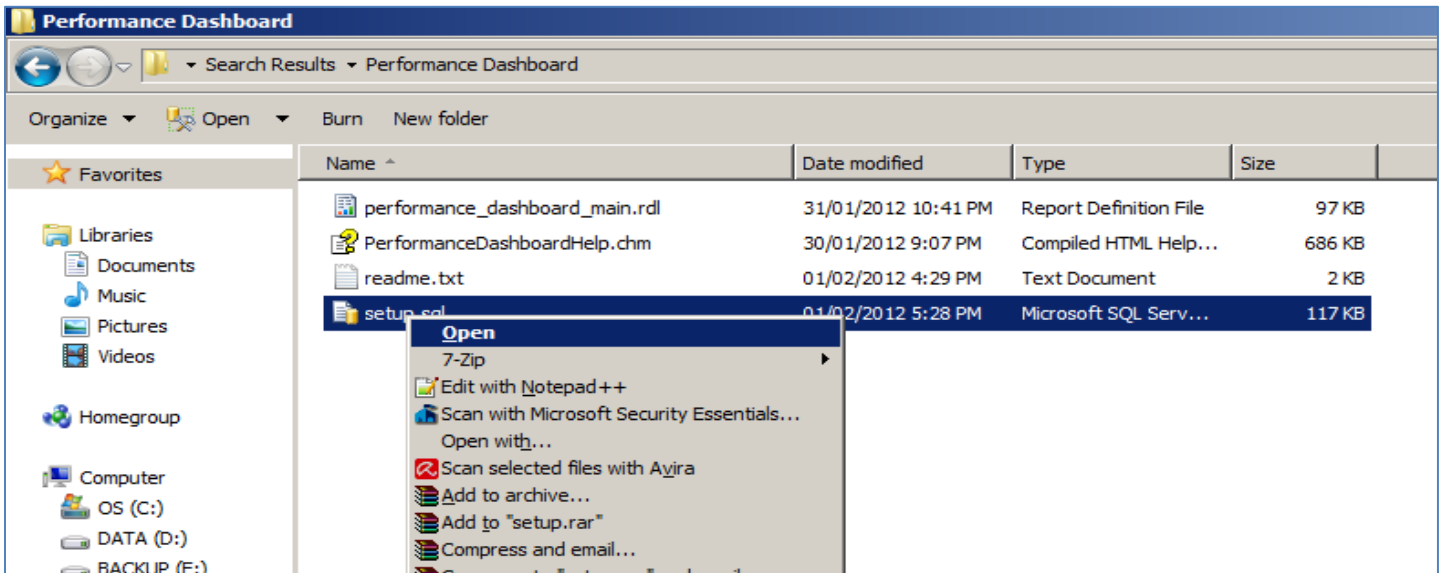 Performance Dashboard
Search Results Performance Dashboard
Organize Open Burn New folder
Favorites
Libraries
Documents
Music
Pictures
Videos
Homegroup
Computer
OS (C:)
DATA (D:)
BACKUP (E:)
Name Date modified Type Size
performance_dashboard_main.rdl 31/01/2012 10:41 PM Report Definition File 97 KB
PerformanceDashboardHelp.chm 30/01/2012 9:07 PM Compiled HTML Help... 686 KB
readme.txt 01/02/2012 4:29 PM Text Document 2 KB
setup.sql 01/02/2012 5:28 PM Microsoft SQL Serv... 117 KB
Open
7-Zip
Edit with Notepad++
Scan with Microsoft Security Essentials...
Open with...
Scan selected files with Avira
Add to archive...
Add to "setup.rar"
Compress and email...